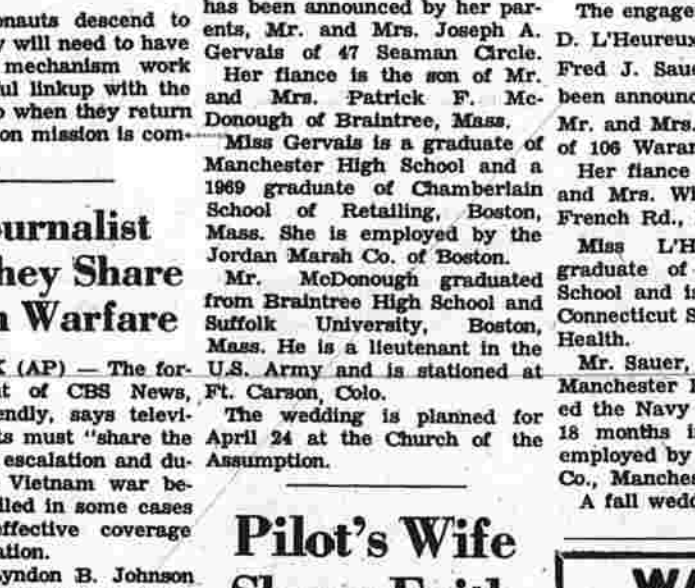 onauts descend to
will need to have
mechanism work
ful linkup with the
when they return
on mission is com-
ournalist
hey Share
Warfare
(AP) — The for-
t of CBS News,
endly, says televi-
ts must "share the
escalation and du-
Vietnam war be-
lled in some cases
effective coverage
ation.
Lyndon B. Johnson
has been announced by her par-
ents, Mr. and Mrs. Joseph A.
Gervais of 47 Seaman Circle.
Her fiance is the son of Mr.
and Mrs. Patrick F. Mc-
Donough of Braintree, Mass.
Miss Gervais is a graduate of
Manchester High School and a
1969 graduate of Chamberlain
School of Retailing, Boston,
Mass. She is employed by the
Jordan Marsh Co. of Boston.
Mr. McDonough graduated
from Braintree High School and
Suffolk University, Boston,
Mass. He is a lieutenant in the
U.S. Army and is stationed at
Ft. Carson, Colo.
The wedding is planned for
April 24 at the Church of the
Assumption.
Pilot's Wife
The engage
D. L'Heureux
Fred J. Saue
been announc
Mr. and Mrs.
of 106 Waran
Her fiance
and Mrs. W
French Rd.,
Miss L'H
graduate of
School and i
Connecticut S
Health.
Mr. Sauer,
Manchester
ed the Navy
18 months i
employed by
Co., Manches
A fall wedd